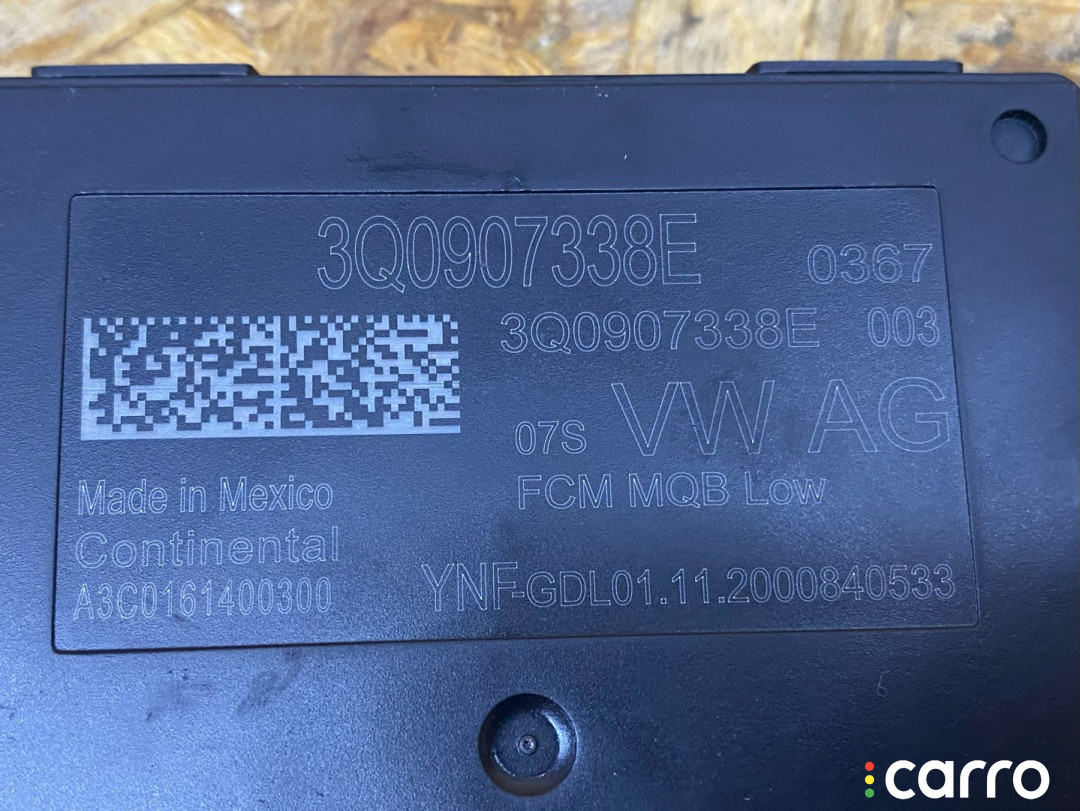 3Q0907338E 0367
3Q0907338E 003
07S VW AG
FCM MQB Low
Made in Mexico
Continental
A3C0161400300
YNF-GDL01.11.2000840533
carro